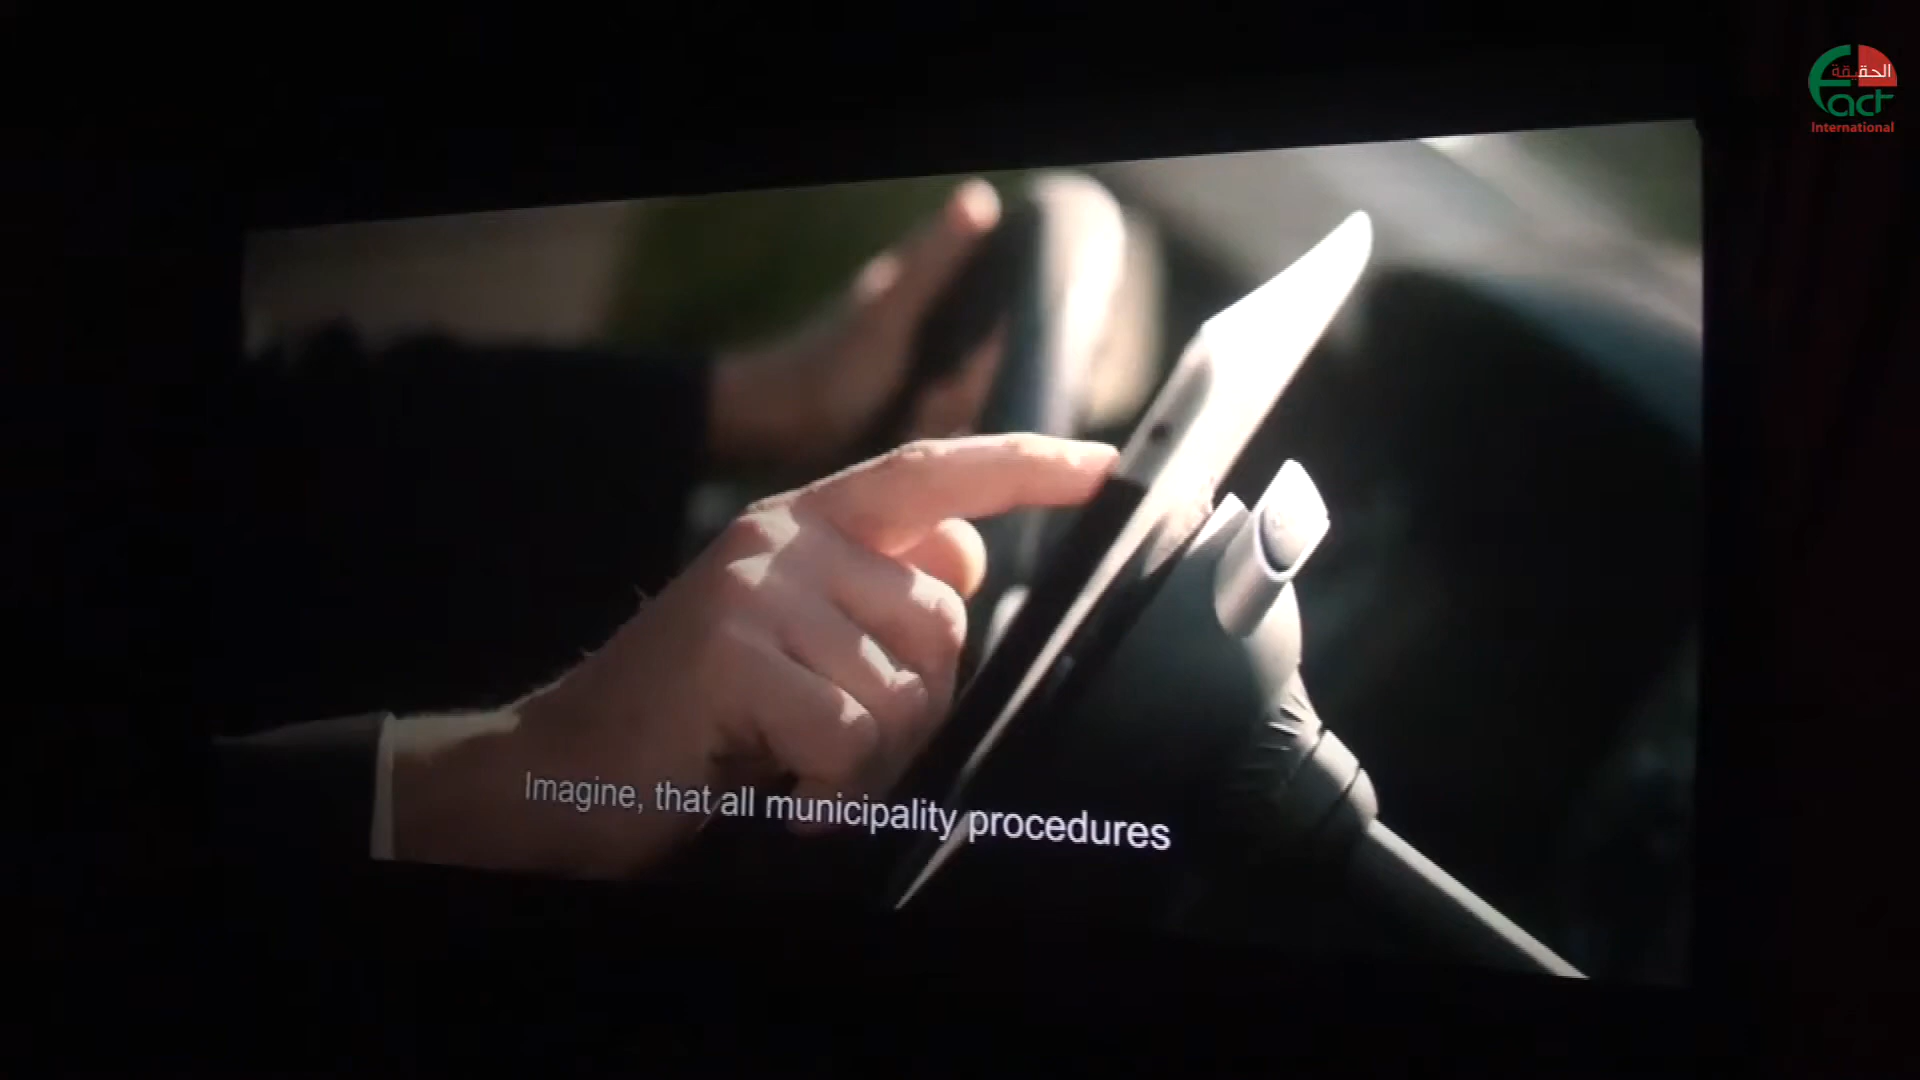 الحقيقة
Fact
International
Imagine, that all municipality procedures